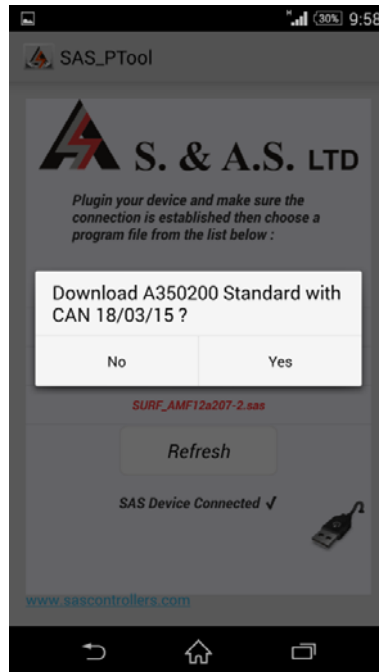 30% 9:58
SAS_PTool
S. & A.S. LTD
Plugin your device and make sure the
connection is established then choose a
program file from the list below :
Download A350200 Standard with
CAN 18/03/15 ?
No Yes
SURF_AMF12a207-2.sas
Refresh
SAS Device Connected ✓
www.sascontrollers.com